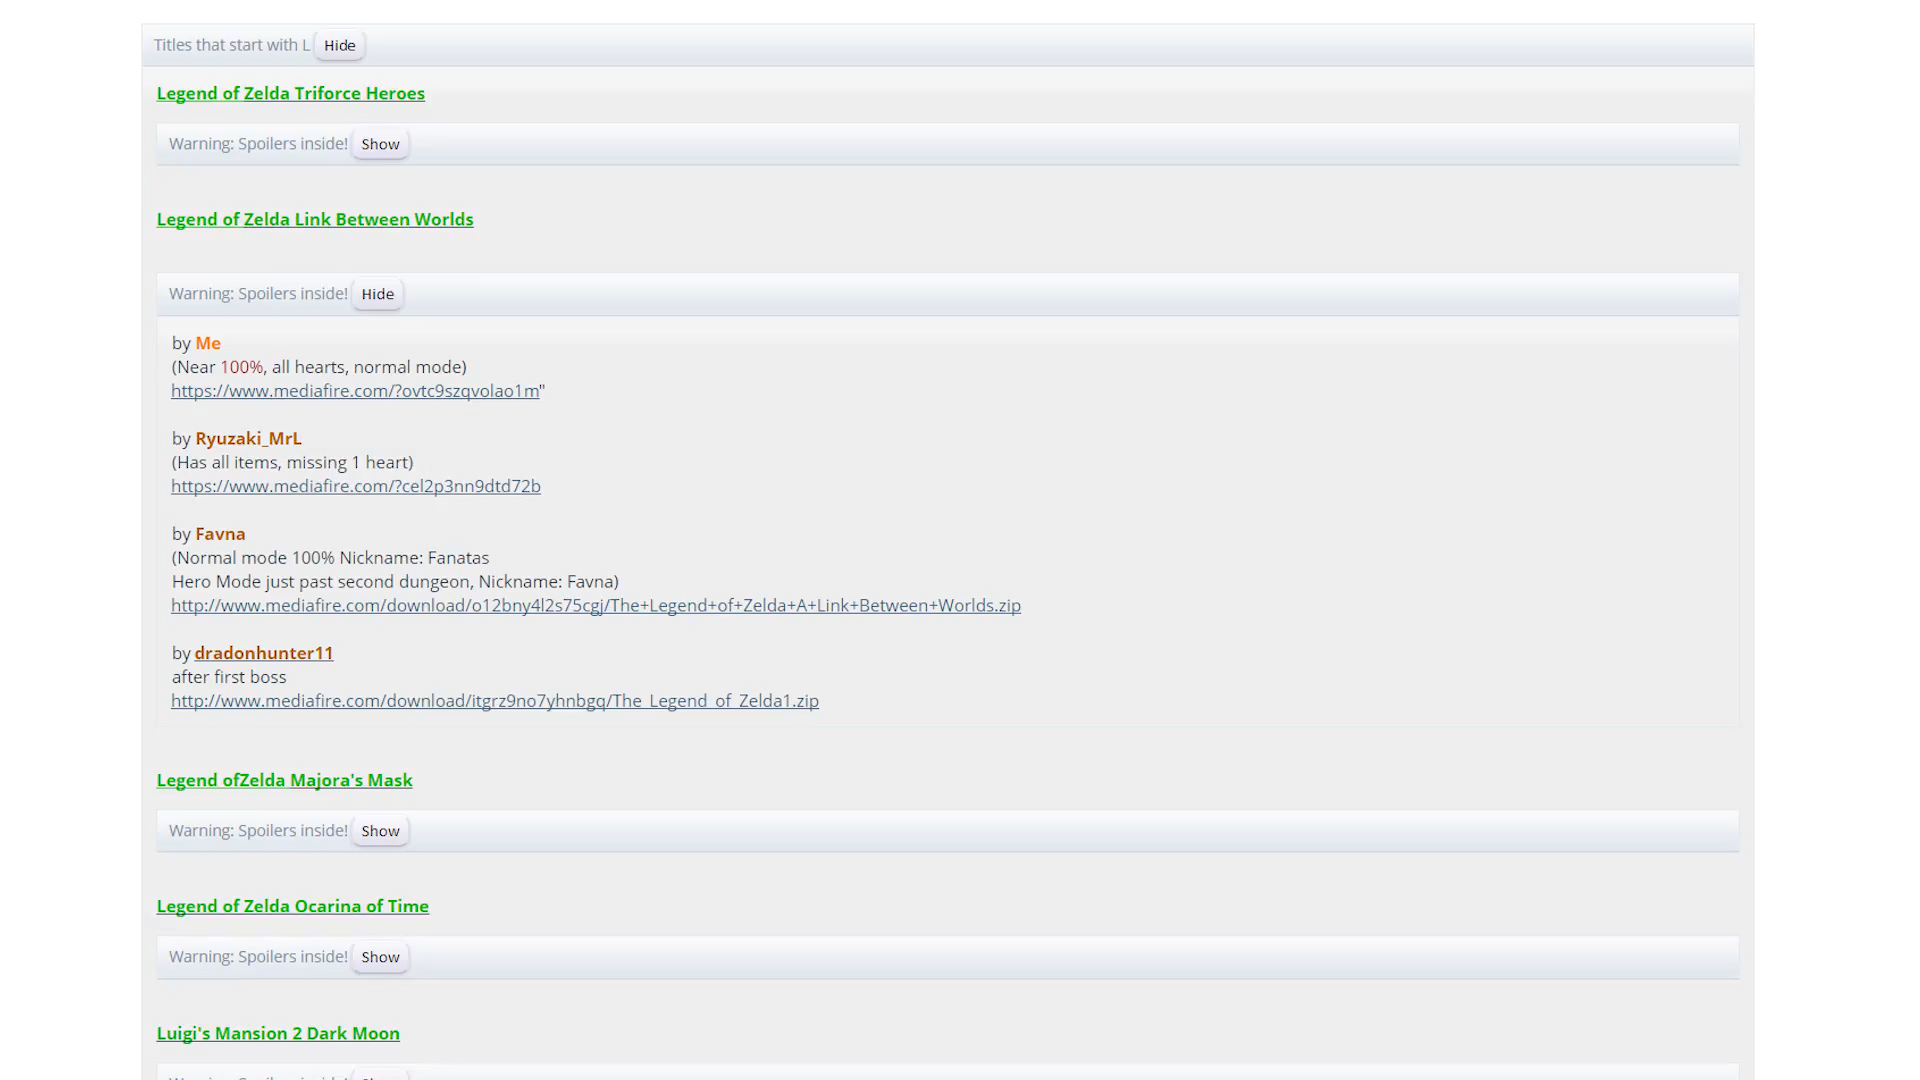 Titles that start with L Hide
Legend of Zelda Triforce Heroes
Warning: Spoilers inside! Show
Legend of Zelda Link Between Worlds
Warning: Spoilers inside! Hide
by Me
(Near 100%, all hearts, normal mode)
https://www.mediafire.com/?ovtc9szqvolao1m"
by Ryuzaki_MrL
(Has all items, missing 1 heart)
https://www.mediafire.com/?cel2p3nn9dtd72b
by Favna
(Normal mode 100% Nickname: Fanatas
Hero Mode just past second dungeon, Nickname: Favna)
http://www.mediafire.com/download/o12bny4l2s75cgj/The+Legend+of+Zelda+A+Link+Between+Worlds.zip
by dradonhunter11
after first boss
http://www.mediafire.com/download/itgrz9no7yhnbgq/The_Legend_of_Zelda1.zip
Legend ofZelda Majora's Mask
Warning: Spoilers inside! Show
Legend of Zelda Ocarina of Time
Warning: Spoilers inside! Show
Luigi's Mansion 2 Dark Moon